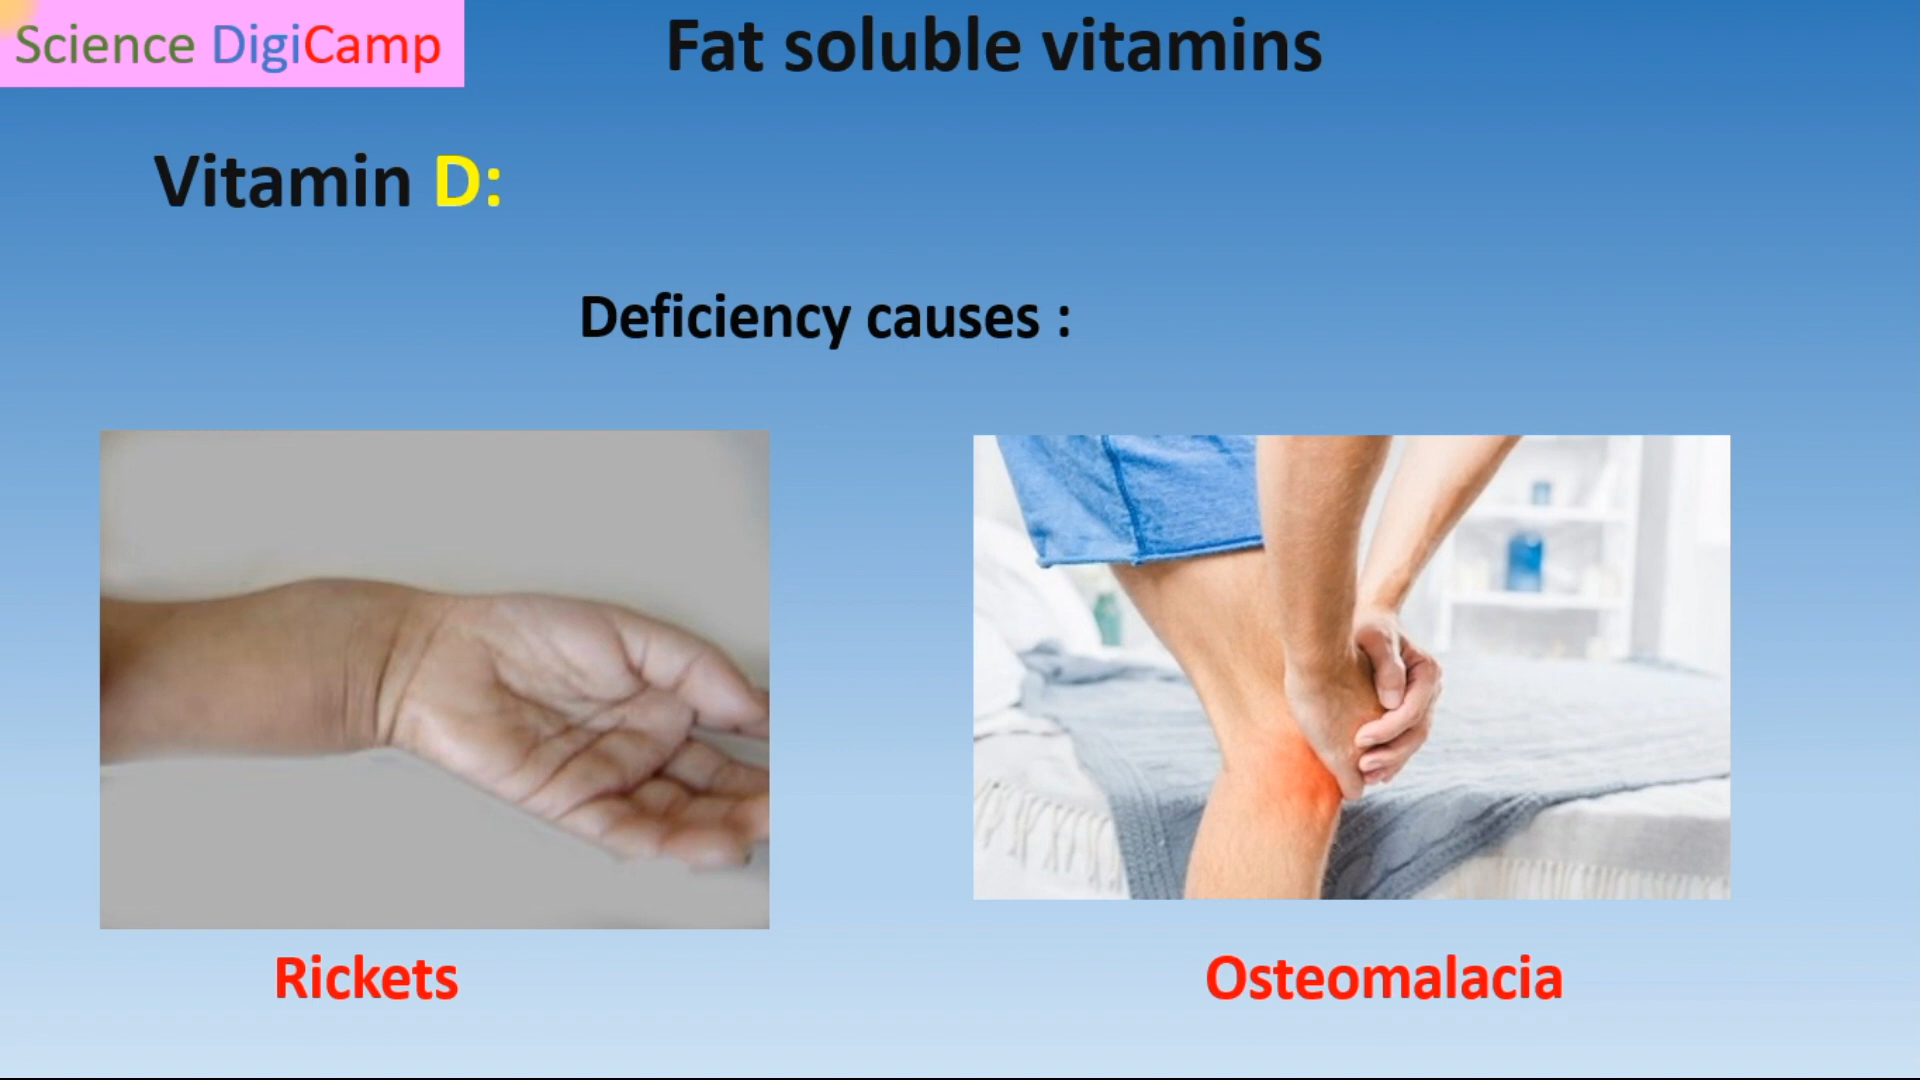 Science DigiCamp
Fat soluble vitamins
Vitamin D:
Deficiency causes :
Rickets
Osteomalacia